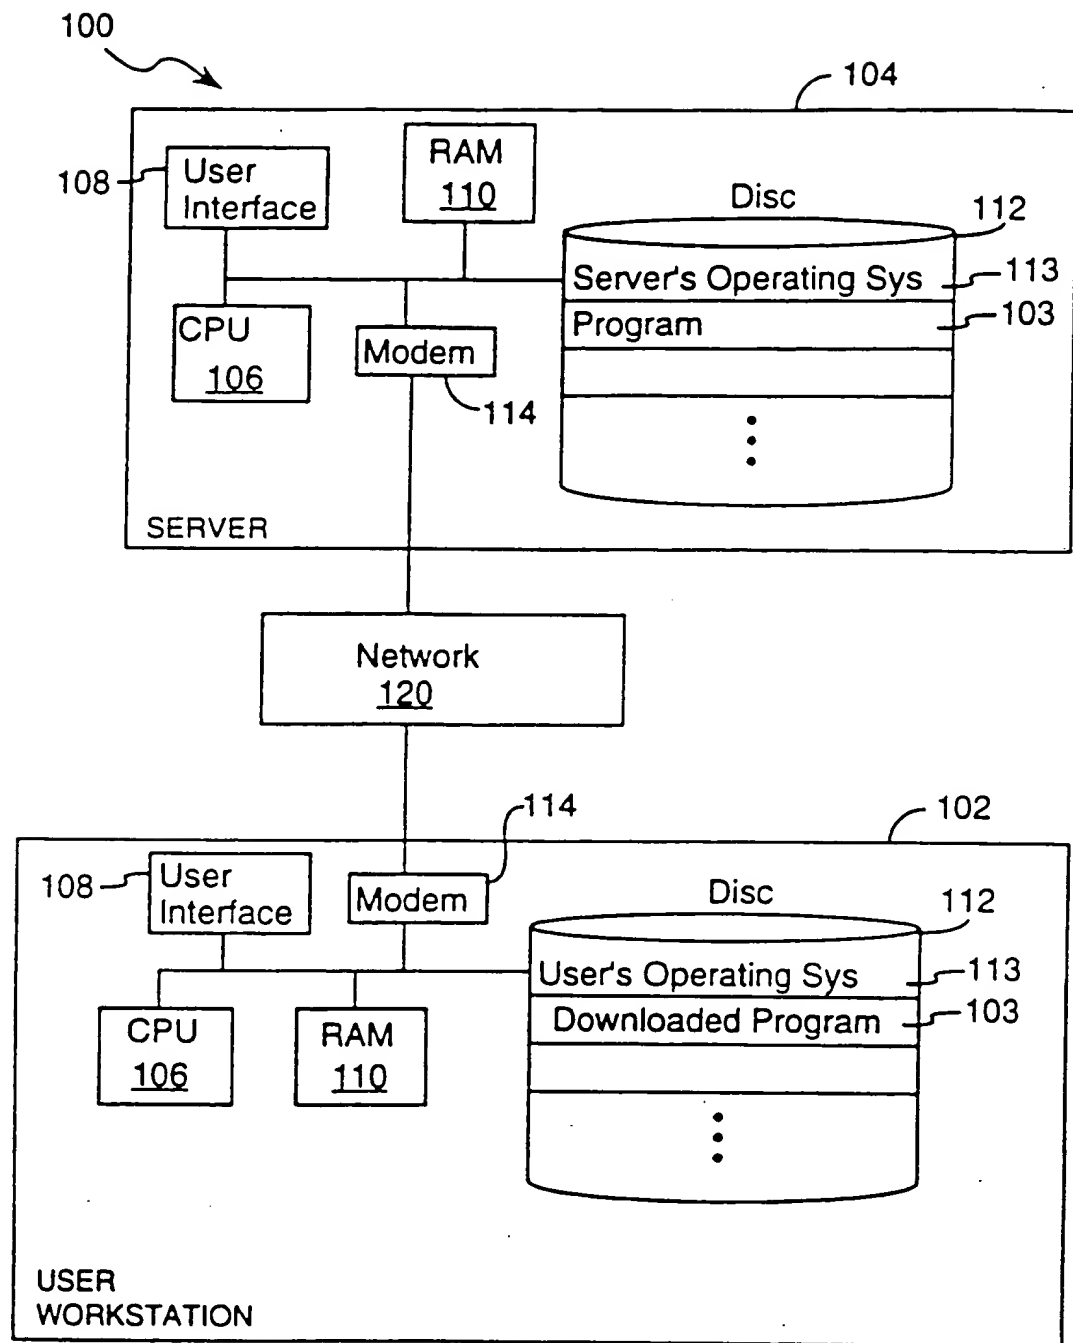 100
104
108
User
Interface
RAM
110
Disc
112
Server's Operating Sys
113
Program
103
CPU
106
Modem
114
SERVER
Network
120
114
102
108
User
Interface
Modem
Disc
112
User's Operating Sys
113
Downloaded Program
103
CPU
106
RAM
110
USER
WORKSTATION